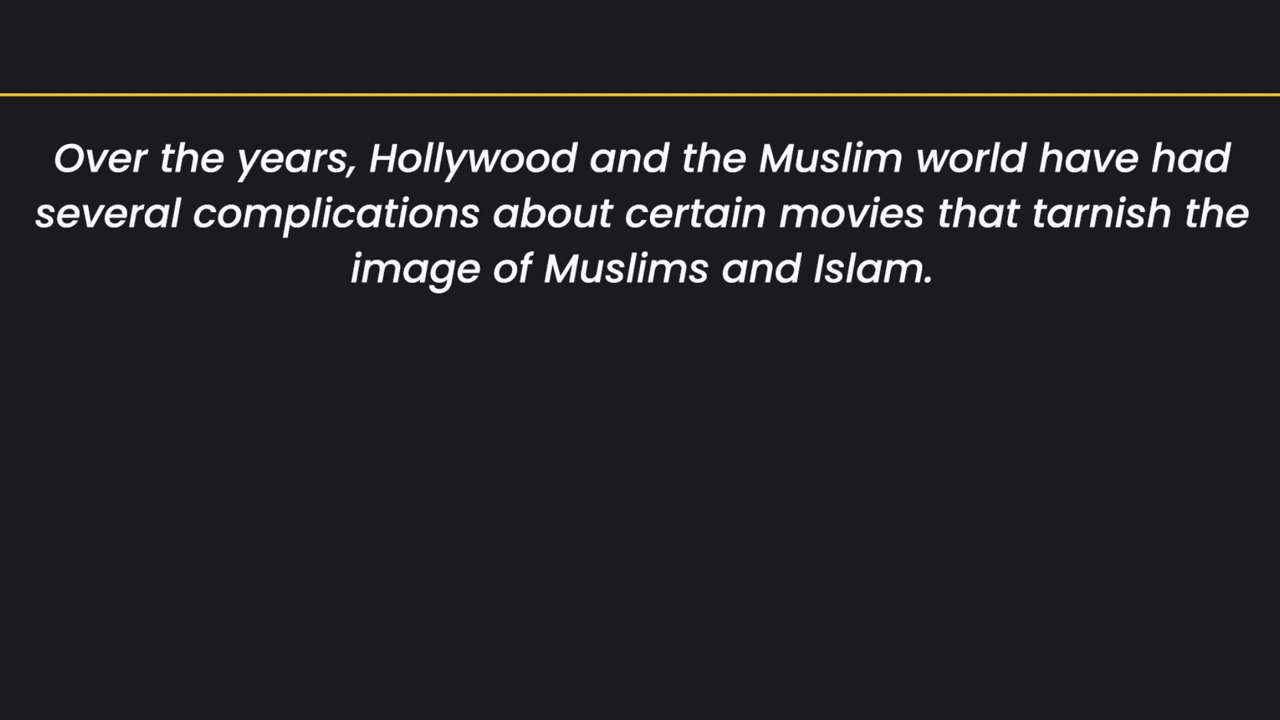 Over the years, Hollywood and the Muslim world have had
several complications about certain movies that tarnish the
image of Muslims and Islam.